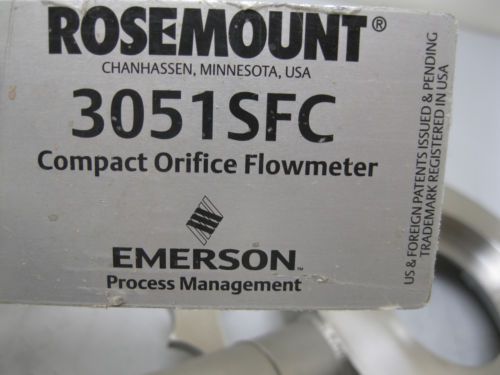 ROSEMOUNT®
CHANHASSEN, MINNESOTA, USA
3051SFC
Compact Orifice Flowmeter
EMERSON™
Process Management
US & FOREIGN PATENTS ISSUED & PENDING
TRADEMARK REGISTERED IN USA